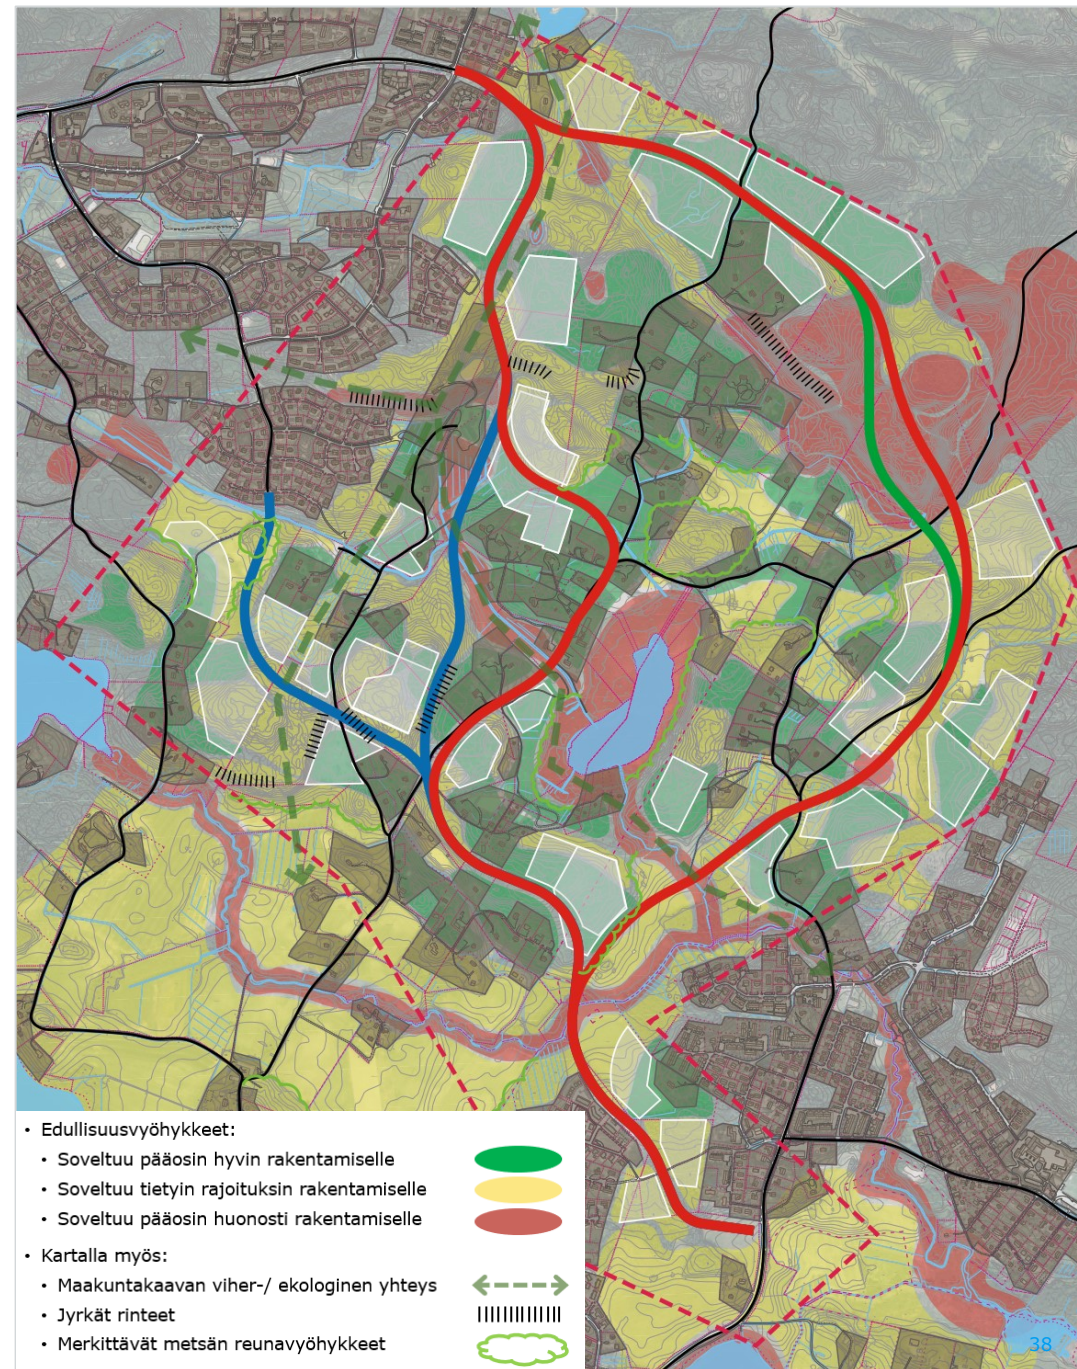 • Edullisuusvyöhykkeet:
• Soveltuu pääosin hyvin rakentamiselle
• Soveltuu tietyin rajoituksin rakentamiselle
• Soveltuu pääosin huonosti rakentamiselle
• Kartalla myös:
• Maakuntakaavan viher-/ ekologinen yhteys
• Jyrkät rinteet
• Merkittävät metsän reunavyöhykkeet
38